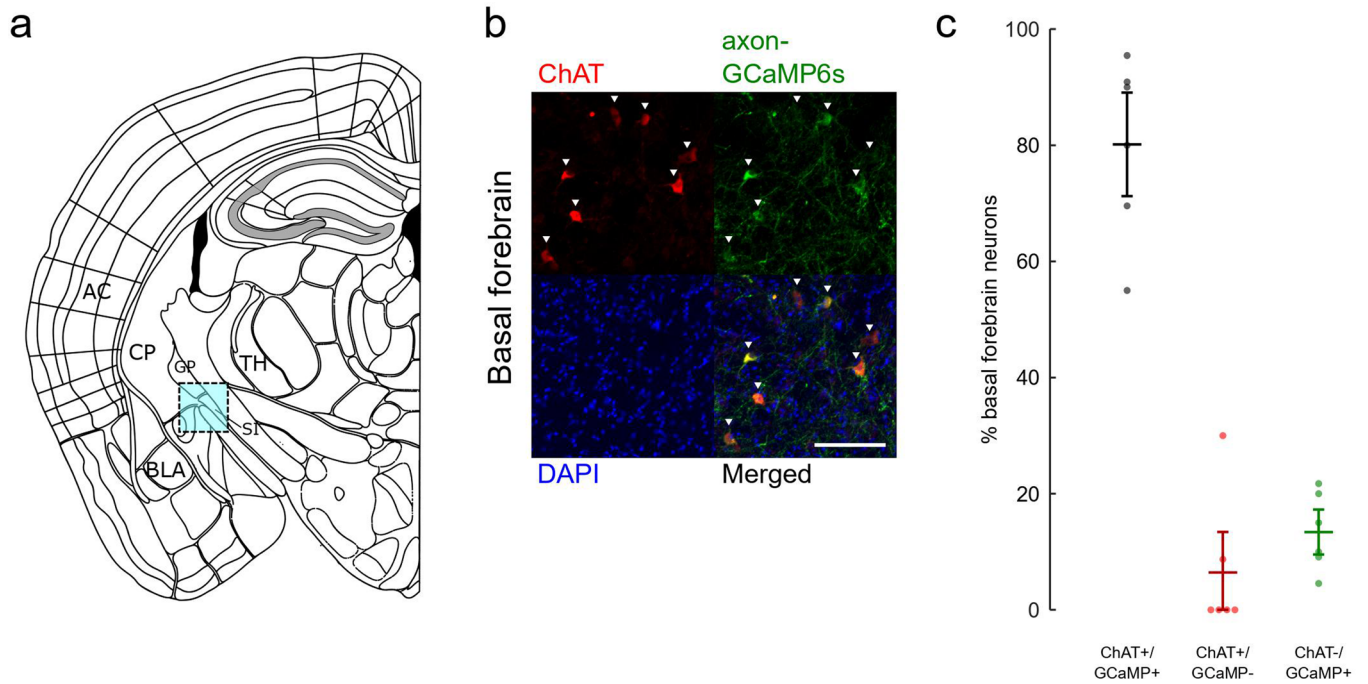 a
AC
CP
GP
TH
SI
BLA
b
ChAT
axon-
GCaMP6s
Basal forebrain
DAPI
Merged
c
% basal forebrain neurons
100
80
60
40
20
0
ChAT+/
GCaMP+
ChAT+/
GCaMP-
ChAT-/
GCaMP+